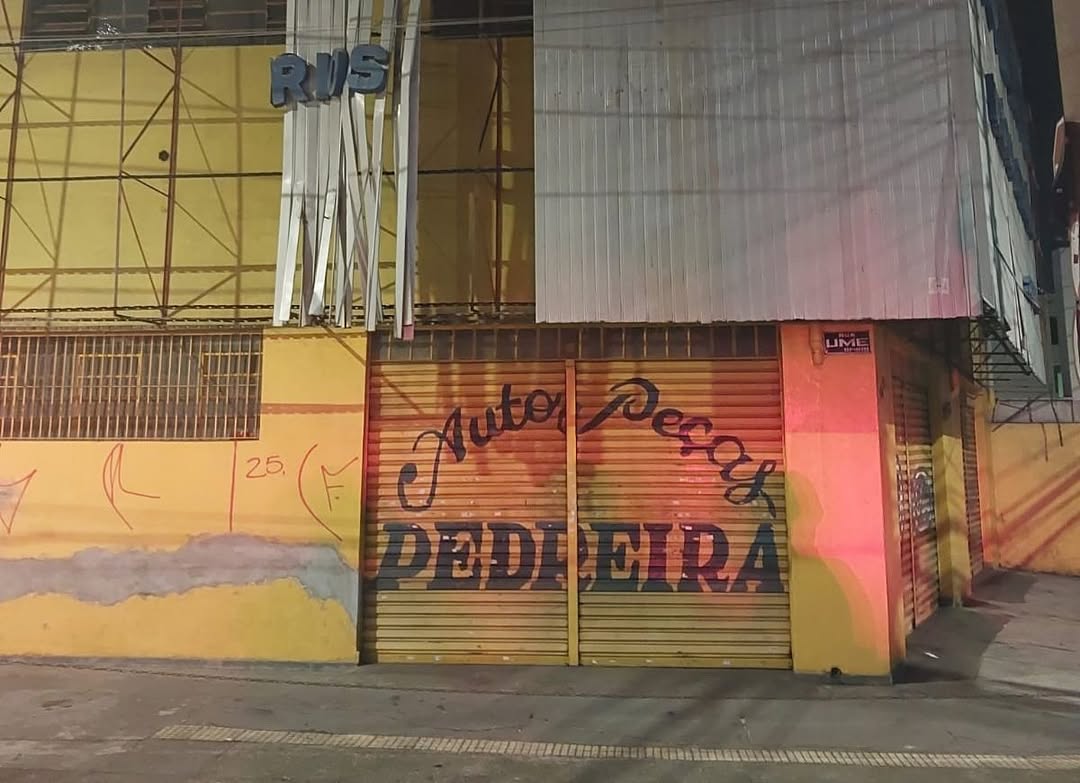 RUS
RUA
UME
Auto Peças
PEDREIRA
25.